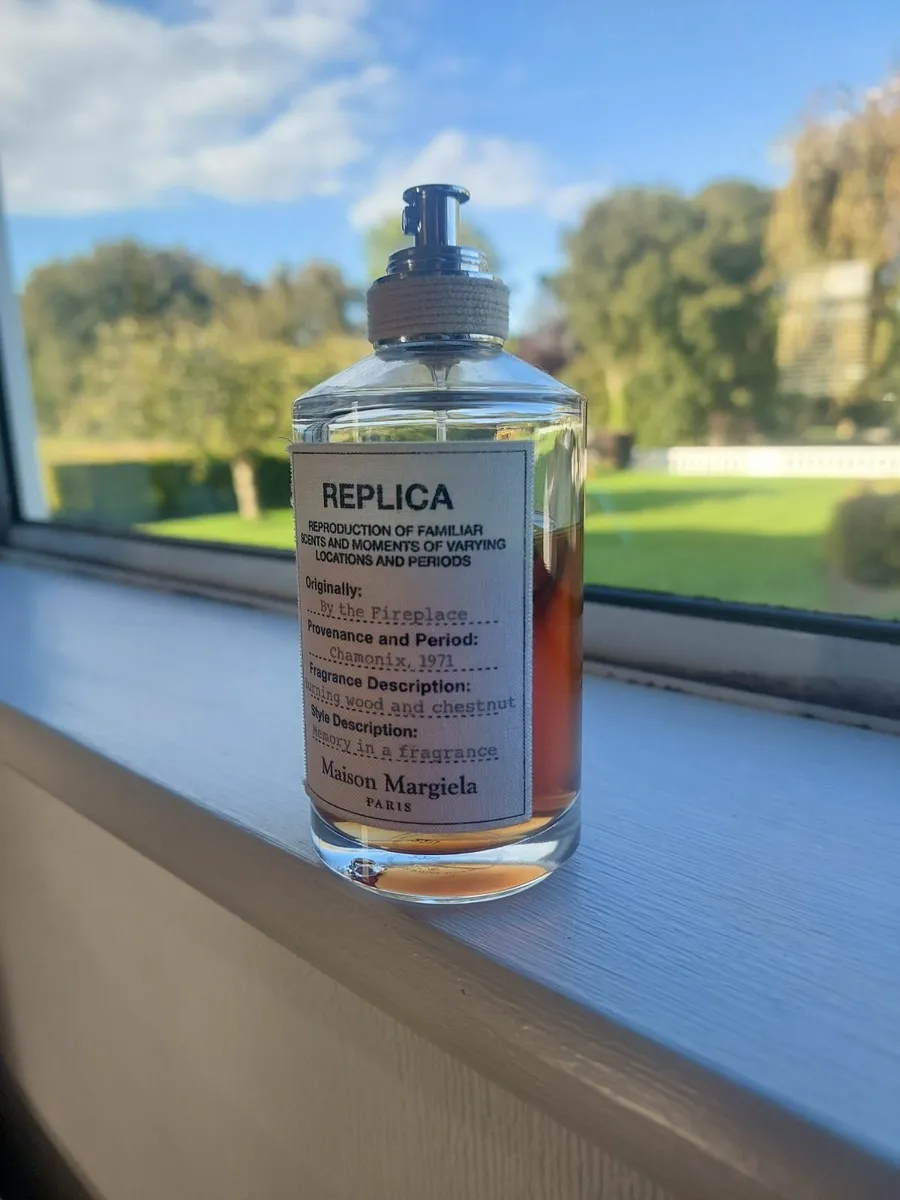 REPLICA
REPRODUCTION OF FAMILIAR
SCENTS AND MOMENTS OF VARYING
LOCATIONS AND PERIODS
Originally:
By the Fireplace
Provenance and Period:
Chamonix, 1971
Fragrance Description:
urning wood and chestnut
Style Description:
Memory in a fragrance
Maison Margiela
PARIS